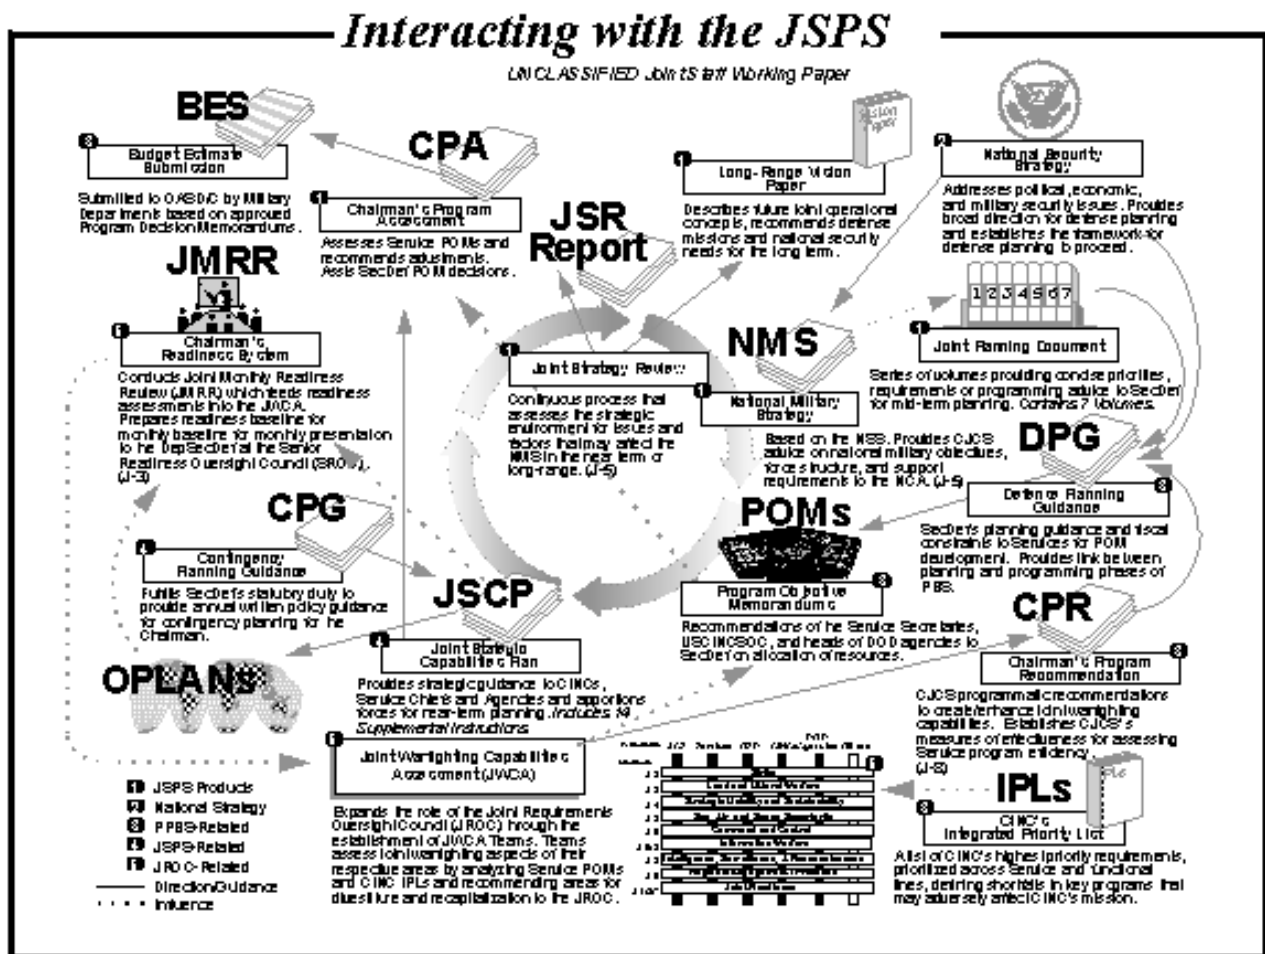 Interacting with the JSPS
UNCLASSIFIED Joint Staff Working Paper
BES
Budget Estimate
Submission
Submitted to OASD/C by Military
Departments based on approved
Program Decision Memorandums.
CPA
Chairman's Program
Assessment
Assesses Service POMs and
recommends adjustments.
Assis SecDef POM decisions.
JSR
Report
Vision
Paper
Long-Range Vision
Paper
Describes future joint operational
concepts, recommends defense
missions and national security
needs for the long term.
National Security
Strategy
Addresses political, economic,
and military security issues. Provides
broad direction for defense planning
and establishes the framework for
defense planning to proceed.
JMRR
Chairman's
Readiness System
Conducts Joint Monthly Readiness
Review (JMRR) which feeds readiness
assessments into the JWCA.
Prepares readiness baseline for
monthly baseline for monthly presentation
to the DepSecDef at the Senior
Readiness Oversight Council (SROC).
(J-3)
Joint Strategy Review
Continuous process that
assesses the strategic
environment for issues and
factors that may affect the
NMS in the near term or
long-range. (J-5)
NMS
National Military
Strategy
Based on the NSS. Provides CJCS
advice on national military objectives,
force structure, and support
requirements to the NCA. (J-5)
1 2 3 4 5 6 7
Joint Planning Document
Series of volumes providing concise priorities,
requirements or programming advice to SecDef
for mid-term planning. Contains 7 Volumes.
DPG
Defense Planning
Guidance
SecDef's planning guidance and fiscal
constraints to Services for POM
development. Provides link between
planning and programming phases of
PBS.
CPG
Contingency
Planning Guidance
Fulfills SecDef's statutory duty to
provide annual written policy guidance
for contingency planning for he
Chairman.
JSCP
Joint Stategic
Capabilities Plan
Provides strategic guidance to CINCs,
Service Chiefs and Agencies and apportions
forces for near-term planning. Includes 14
Supplemental Instructions
POMs
Program Objective
Memorandums
Recommendations of the Service Secretaries,
USCINCSOC, and heads of DOD agencies to
SecDef on allocation of resources.
CPR
Chairman's Program
Recommendation
CJCS programmatic recommendations
to create/enhance joint warfighting
capabilities. Establishes CJCS's
measures of effectiveness for assessing
Service program efficiency.
(J-8)
OPLANs
Joint Warfighting Capabilities
Assessment (JWCA)
Expands the role of the Joint Requirements
Oversight Council (JROC) through the
establishment of JWCA Teams. Teams
assess joint warfighting aspects of their
respective areas by analyzing Service POMs
and CINC IPLs and recommending areas for
divestiture and recapitalization to the JROC.
Command and Control
Information Warfare
IPLs
CINC's
Integrated Priority List
A list of CINC's highest priority requirements,
prioritized across Service and functional
lines, defining shortfalls in key programs that
may adversely affect CINC's mission.
1 JSPS Products
2 National Strategy
3 PPBS-Related
4 JSPS-Related
5 JROC-Related
Direction/Guidance
Influence